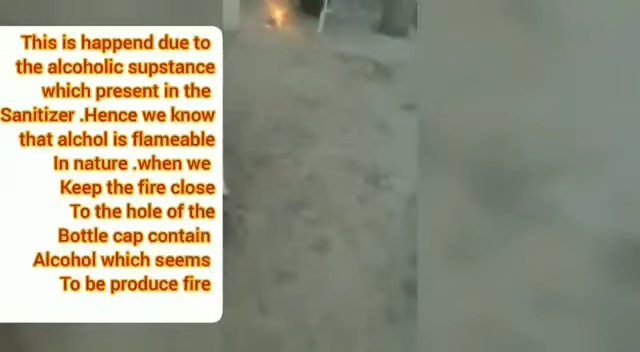 This is happend due to
the alcoholic supstance
which present in the
Sanitizer .Hence we know
that alchol is flameable
In nature .when we
Keep the fire close
To the hole of the
Bottle cap contain
Alcohol which seems
To be produce fire